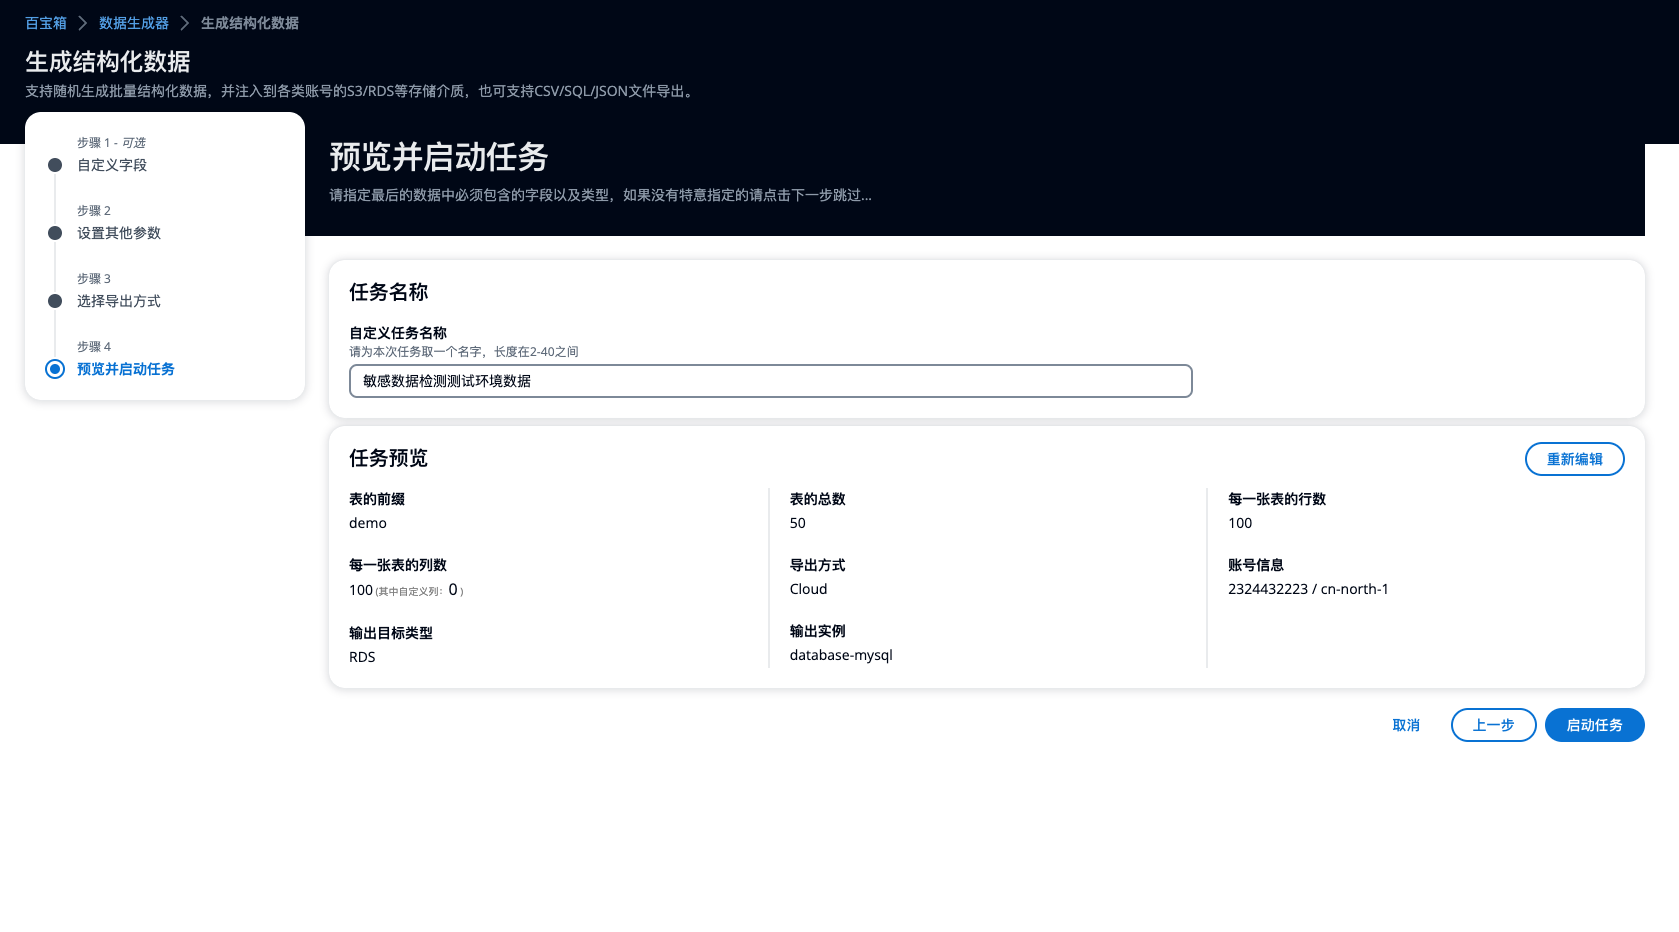 百宝箱 > 数据生成器 > 生成结构化数据
生成结构化数据
支持随机生成批量结构化数据，并注入到各类账号的S3/RDS等存储介质，也可支持CSV/SQL/JSON文件导出。
步骤 1 - 可选
自定义字段
步骤 2
设置其他参数
步骤 3
选择导出方式
步骤 4
预览并启动任务
预览并启动任务
请指定最后的数据中必须包含的字段以及类型，如果没有特意指定的请点击下一步跳过...
任务名称
自定义任务名称
请为本次任务取一个名字，长度在2-40之间
敏感数据检测测试环境数据
任务预览
重新编辑
表的前缀
demo
每一张表的列数
100 (其中自定义列： 0 )
输出目标类型
RDS
表的总数
50
导出方式
Cloud
输出实例
database-mysql
每一张表的行数
100
账号信息
2324432223 / cn-north-1
取消
上一步
启动任务